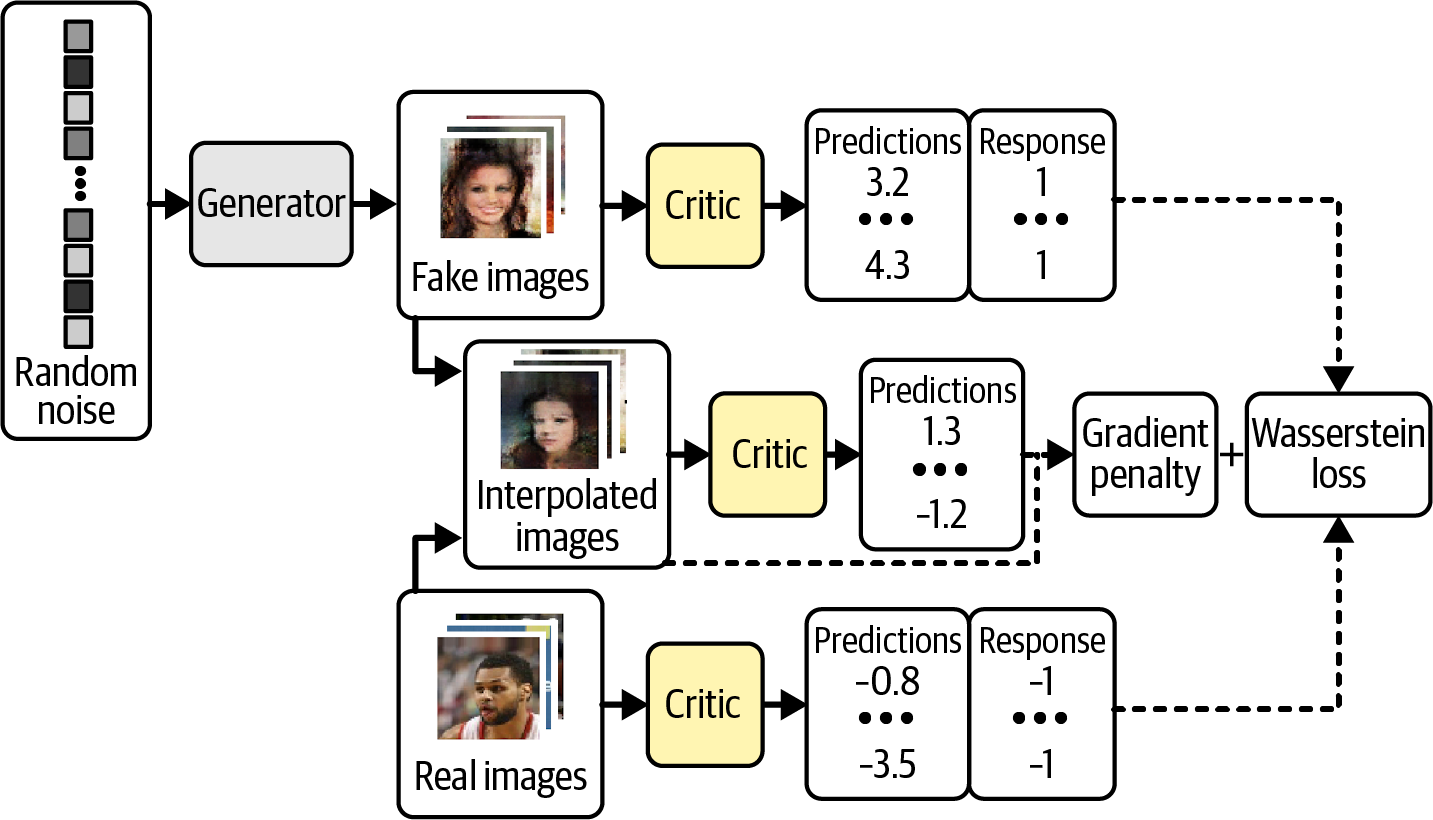 Random
noise
Generator
Fake images
Critic
Predictions
3.2
4.3
Response
1
1
Interpolated
images
Critic
Predictions
1.3
–1.2
Gradient
penalty
+
Wasserstein
loss
Real images
Critic
Predictions
–0.8
–3.5
Response
–1
–1